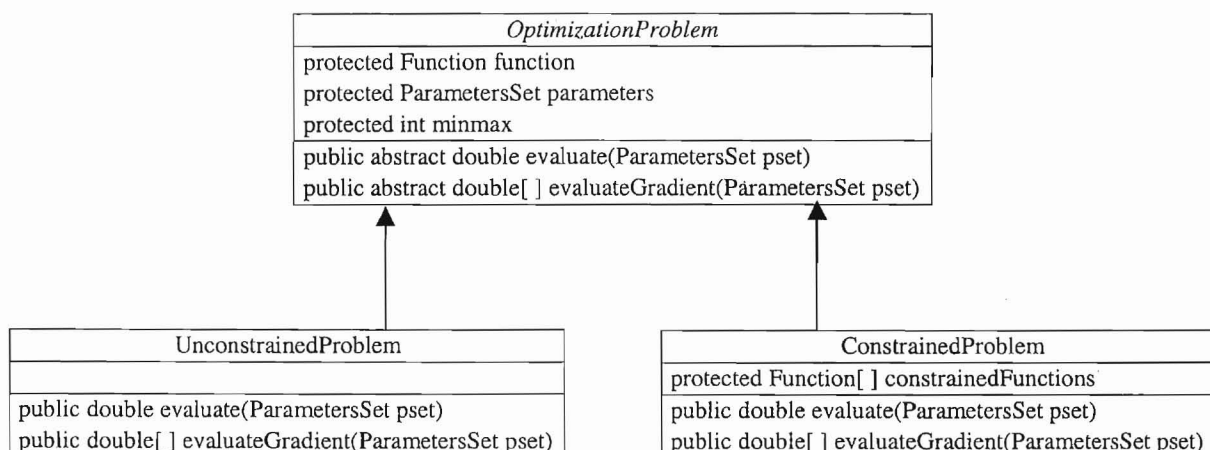 OptimizationProblem
protected Function function
protected ParametersSet parameters
protected int minmax
public abstract double evaluate(ParametersSet pset)
public abstract double[ ] evaluateGradient(ParametersSet pset)
UnconstrainedProblem
public double evaluate(ParametersSet pset)
public double[ ] evaluateGradient(ParametersSet pset)
ConstrainedProblem
protected Function[ ] constrainedFunctions
public double evaluate(ParametersSet pset)
public double[ ] evaluateGradient(ParametersSet pset)